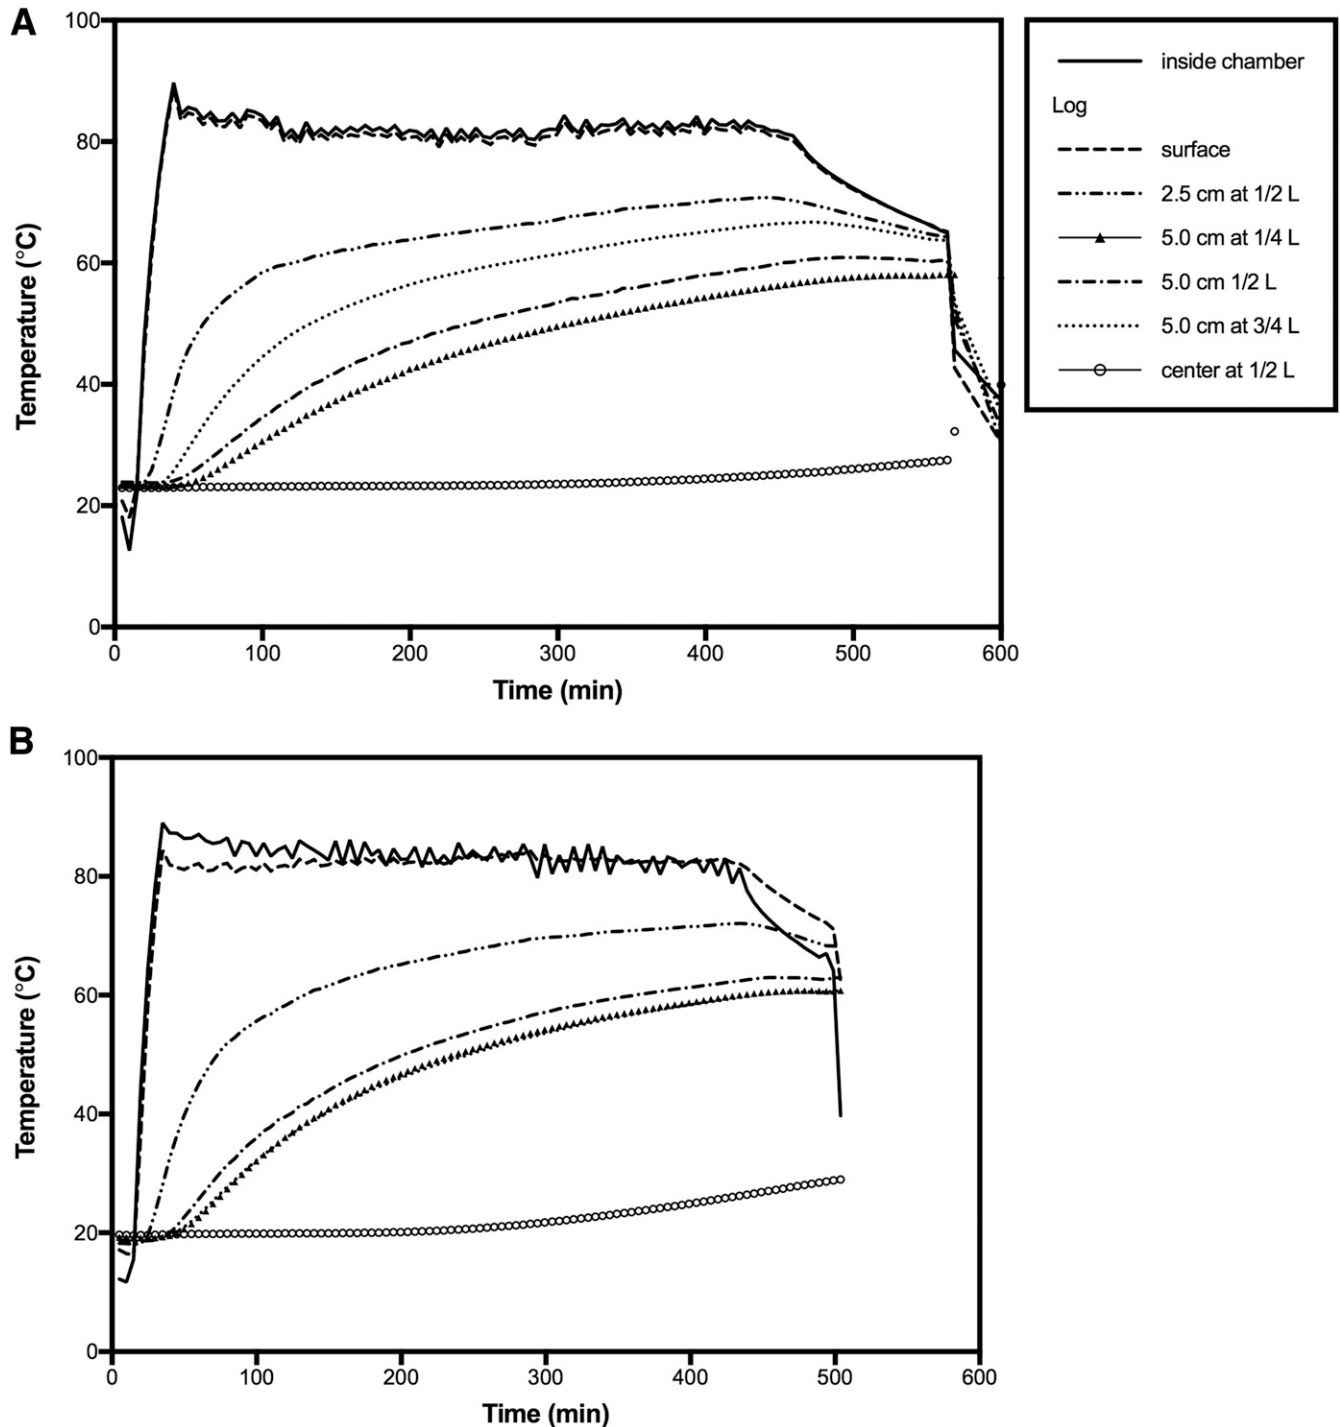 A
100
80
60
40
20
0
Temperature (°C)
0 100 200 300 400 500 600
Time (min)
inside chamber
Log
surface
2.5 cm at 1/2 L
5.0 cm at 1/4 L
5.0 cm 1/2 L
5.0 cm at 3/4 L
center at 1/2 L
B
100
80
60
40
20
0
Temperature (°C)
0 100 200 300 400 500 600
Time (min)